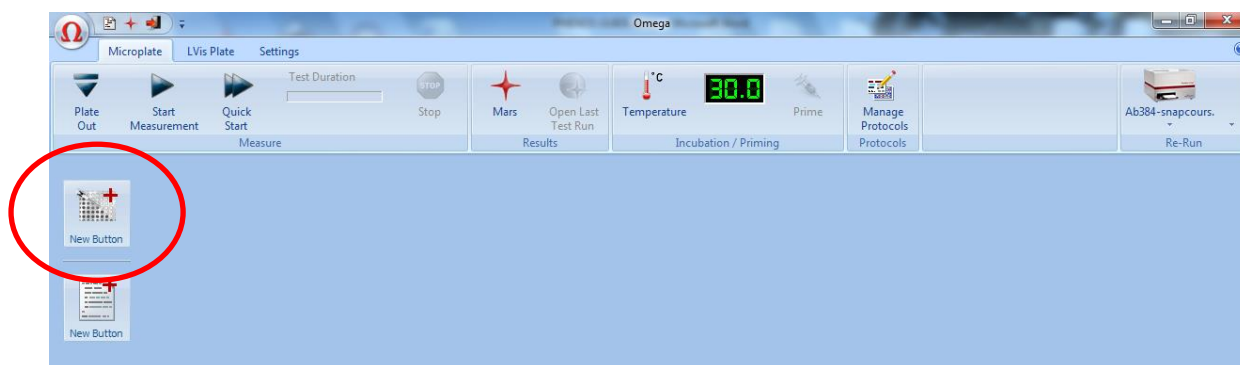 Omega
Microplate LVis Plate Settings
Plate Out
Start Measurement
Quick Start
Test Duration
STOP
Stop
Mars
Open Last Test Run
°C
Temperature
30.0
Prime
Manage Protocols
Ab384-snapcours.
Measure
Results
Incubation / Priming
Protocols
Re-Run
New Button
New Button